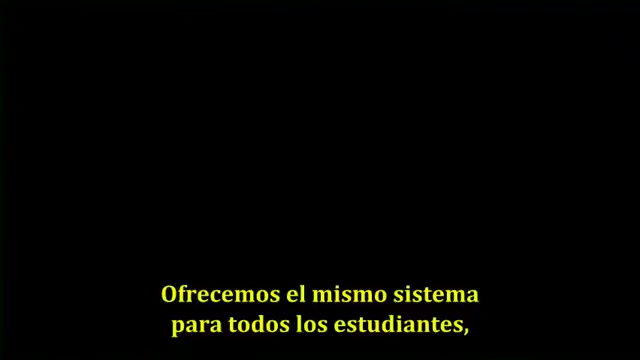 Ofrecemos el mismo sistema
para todos los estudiantes,